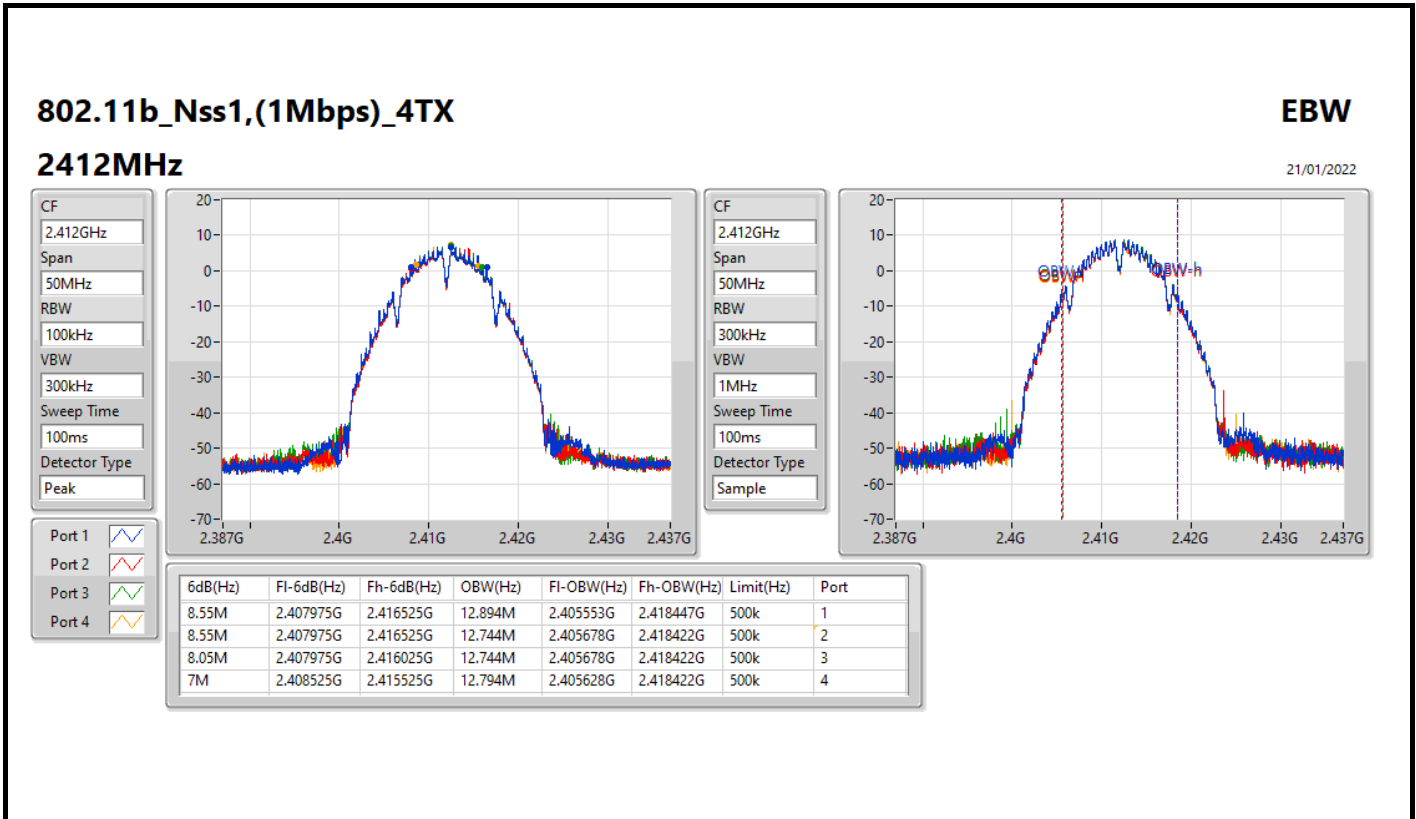 802.11b_Nss1,(1Mbps)_4TX
EBW
2412MHz
21/01/2022
CF
2.412GHz
Span
50MHz
RBW
100kHz
VBW
300kHz
Sweep Time
100ms
Detector Type
Peak
Port 1
Port 2
Port 3
Port 4
20
10
0
-10
-20
-30
-40
-50
-60
-70
2.387G 2.4G 2.41G 2.42G 2.43G 2.437G
CF
2.412GHz
Span
50MHz
RBW
300kHz
VBW
1MHz
Sweep Time
100ms
Detector Type
Sample
20
10
0
-10
-20
-30
-40
-50
-60
-70
OBW-h
2.387G 2.4G 2.41G 2.42G 2.43G 2.437G
6dB(Hz) Fl-6dB(Hz) Fh-6dB(Hz) OBW(Hz) Fl-OBW(Hz) Fh-OBW(Hz) Limit(Hz) Port
8.55M 2.407975G 2.416525G 12.894M 2.405553G 2.418447G 500k 1
8.55M 2.407975G 2.416525G 12.744M 2.405678G 2.418422G 500k 2
8.05M 2.407975G 2.416025G 12.744M 2.405678G 2.418422G 500k 3
7M 2.408525G 2.415525G 12.794M 2.405628G 2.418422G 500k 4